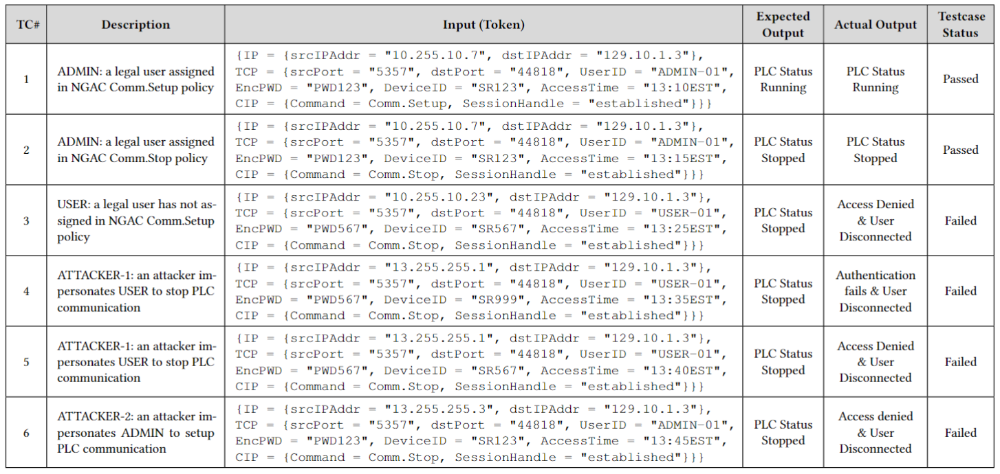 TC#
Description
Input (Token)
Expected
Output
Actual Output
Testcase
Status
1
ADMIN: a legal user assigned
in NGAC Comm.Setup policy
{IP = {srcIPAddr = "10.255.10.7", dstIPAddr = "129.10.1.3"},
TCP = {srcPort = "5357", dstPort = "44818", UserID = "ADMIN-01",
EncPWD = "PWD123", DeviceID = "SR123", AccessTime = "13:10EST",
CIP = {Command = Comm.Setup, SessionHandle = "established"}}}
PLC Status
Running
PLC Status
Running
Passed
2
ADMIN: a legal user assigned
in NGAC Comm.Stop policy
{IP = {srcIPAddr = "10.255.10.7", dstIPAddr = "129.10.1.3"},
TCP = {srcPort = "5357", dstPort = "44818", UserID = "ADMIN-01",
EncPWD = "PWD123", DeviceID = "SR123", AccessTime = "13:15EST",
CIP = {Command = Comm.Stop, SessionHandle = "established"}}}
PLC Status
Stopped
PLC Status
Stopped
Passed
3
USER: a legal user has not as-
signed in NGAC Comm.Setup
policy
{IP = {srcIPAddr = "10.255.10.23", dstIPAddr = "129.10.1.3"},
TCP = {srcPort = "5357", dstPort = "44818", UserID = "USER-01",
EncPWD = "PWD567", DeviceID = "SR567", AccessTime = "13:25EST",
CIP = {Command = Comm.Stop, SessionHandle = "established"}}}
PLC Status
Stopped
Access Denied
& User
Disconnected
Failed
4
ATTACKER-1: an attacker im-
personates USER to stop PLC
communication
{IP = {srcIPAddr = "13.255.255.1", dstIPAddr = "129.10.1.3"},
TCP = {srcPort = "5357", dstPort = "44818", UserID = "USER-01",
EncPWD = "PWD567", DeviceID = "SR999", AccessTime = "13:35EST",
CIP = {Command = Comm.Stop, SessionHandle = "established"}}}
PLC Status
Stopped
Authentication
fails & User
Disconnected
Failed
5
ATTACKER-1: an attacker im-
personates USER to stop PLC
communication
{IP = {srcIPAddr = "13.255.255.1", dstIPAddr = "129.10.1.3"},
TCP = {srcPort = "5357", dstPort = "44818", UserID = "USER-01",
EncPWD = "PWD567", DeviceID = "SR567", AccessTime = "13:40EST",
CIP = {Command = Comm.Stop, SessionHandle = "established"}}}
PLC Status
Stopped
Access Denied
& User
Disconnected
Failed
6
ATTACKER-2: an attacker im-
personates ADMIN to setup
PLC communication
{IP = {srcIPAddr = "13.255.255.3", dstIPAddr = "129.10.1.3"},
TCP = {srcPort = "5357", dstPort = "44818", UserID = "ADMIN-01",
EncPWD = "PWD123", DeviceID = "SR123", AccessTime = "13:45EST",
CIP = {Command = Comm.Stop, SessionHandle = "established"}}}
PLC Status
Stopped
Access denied
& User
Disconnected
Failed